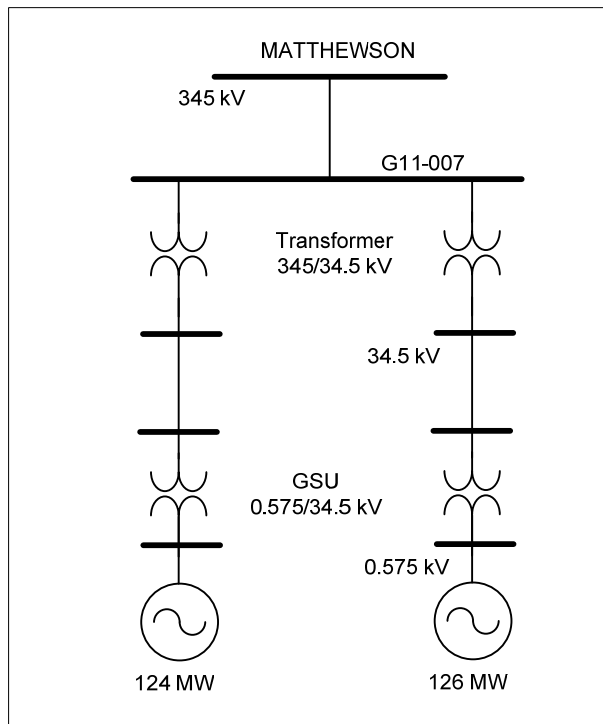 MATTHEWSON
345 kV
G11-007
Transformer
345/34.5 kV
34.5 kV
GSU
0.575/34.5 kV
0.575 kV
124 MW
126 MW